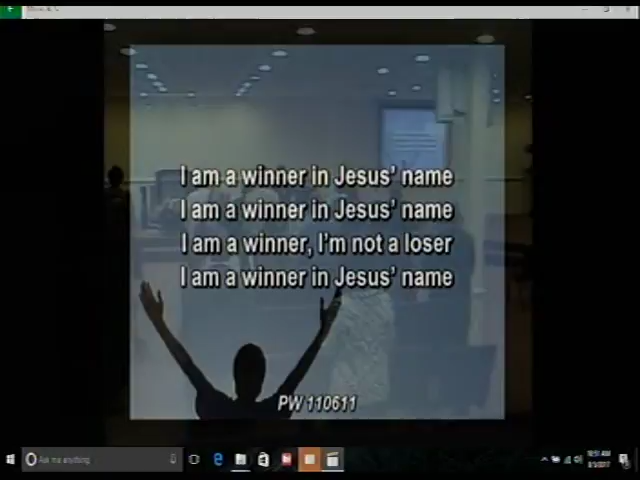 I am a winner in Jesus' name
I am a winner in Jesus' name
I am a winner, I'm not a loser
I am a winner in Jesus' name
PW 110611
Ask me anything